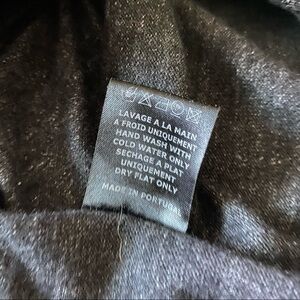 LAVAGE A LA MAIN
A FROID UNIQUEMENT
HAND WASH WITH
COLD WATER ONLY
SECHAGE A PLAT
UNIQUEMENT
DRY FLAT ONLY
MADE IN PORTUGAL